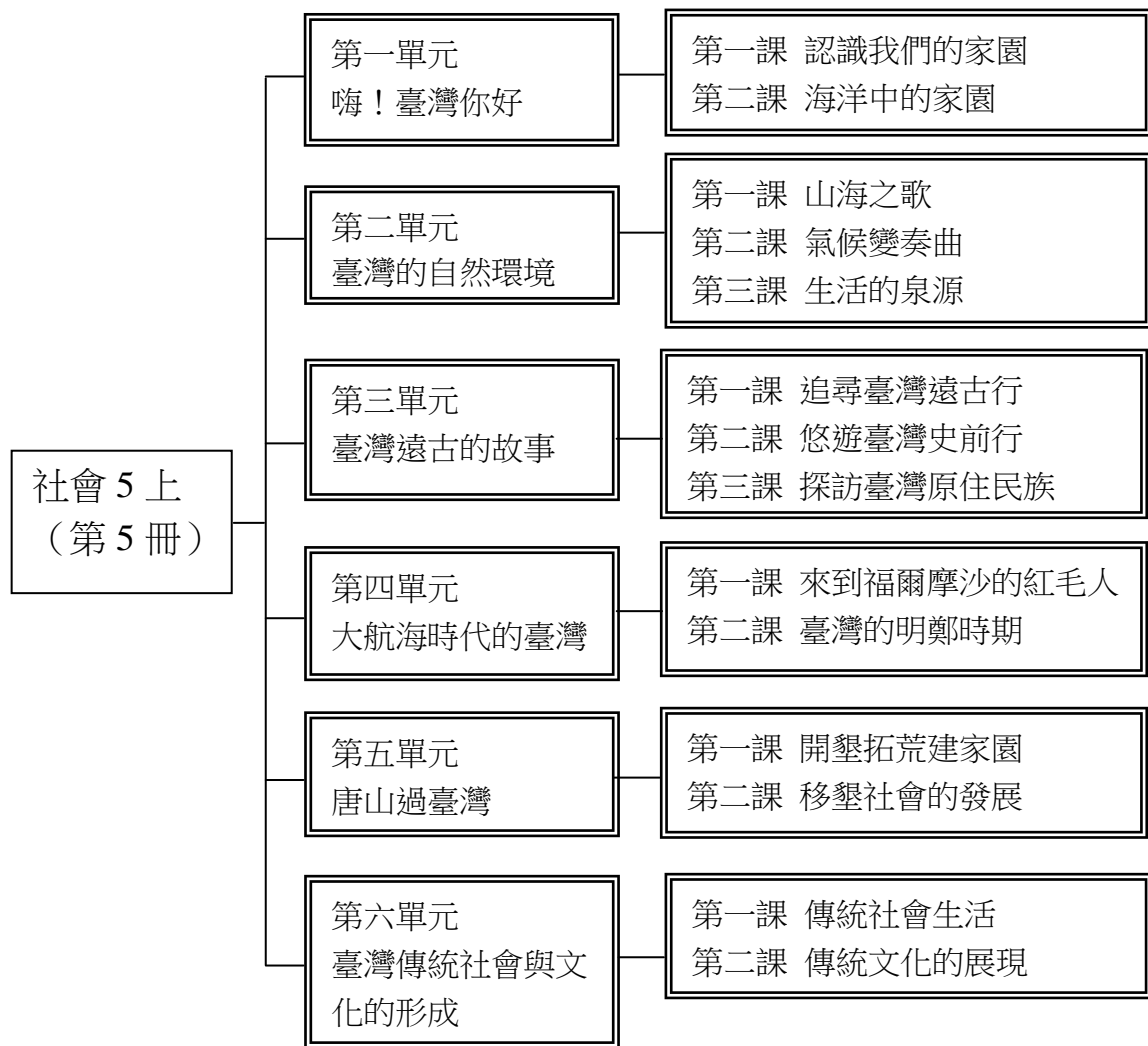 社會 5 上
（第 5 冊）
第一單元
嗨！臺灣你好
第一課 認識我們的家園
第二課 海洋中的家園
第二單元
臺灣的自然環境
第一課 山海之歌
第二課 氣候變奏曲
第三課 生活的泉源
第三單元
臺灣遠古的故事
第一課 追尋臺灣遠古行
第二課 悠遊臺灣史前行
第三課 探訪臺灣原住民族
第四單元
大航海時代的臺灣
第一課 來到福爾摩沙的紅毛人
第二課 臺灣的明鄭時期
第五單元
唐山過臺灣
第一課 開墾拓荒建家園
第二課 移墾社會的發展
第六單元
臺灣傳統社會與文
化的形成
第一課 傳統社會生活
第二課 傳統文化的展現